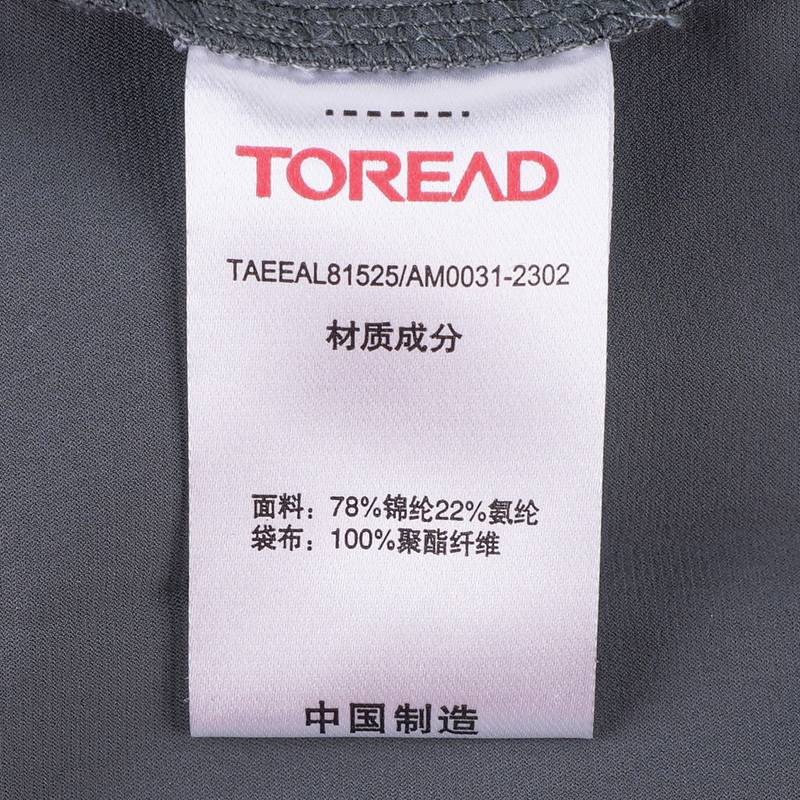 TOREAD
TAEEAL81525/AM0031-2302
材质成分
面料：78%锦纶22%氨纶
袋布：100%聚酯纤维
中国制造